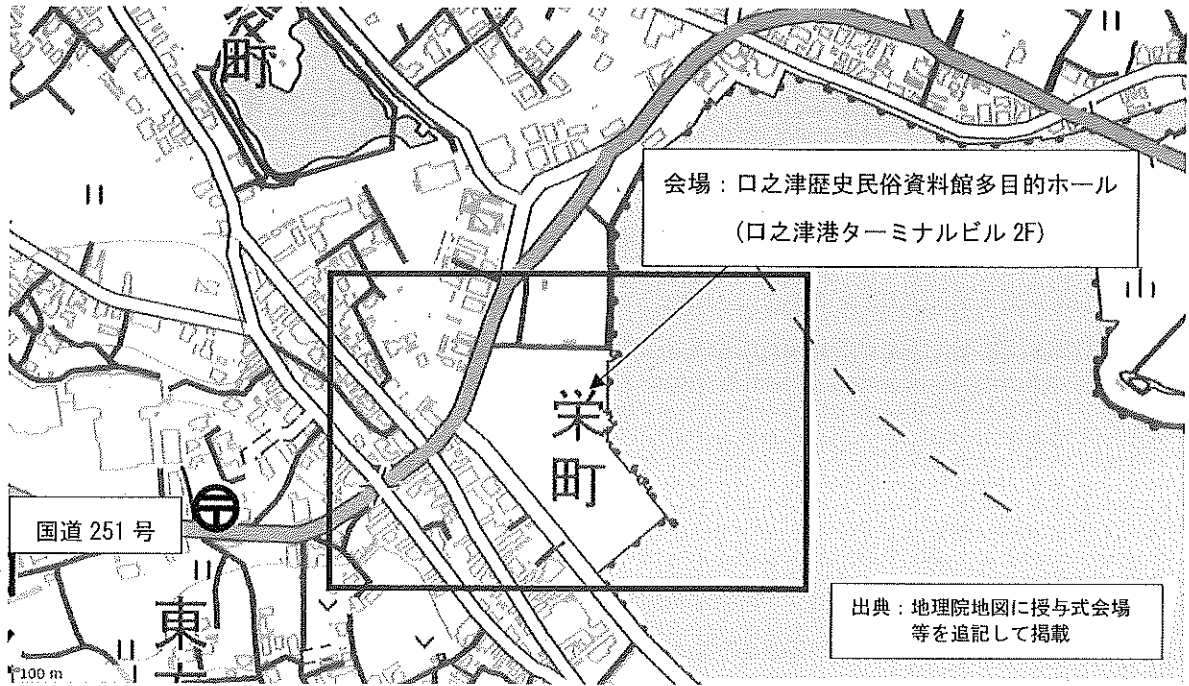 町
会場：口之津歴史民俗資料館多目的ホール
(口之津港ターミナルビル 2F)
栄町
国道 251 号
東
出典：地理院地図に授与式会場
等を追記して掲載
100 m